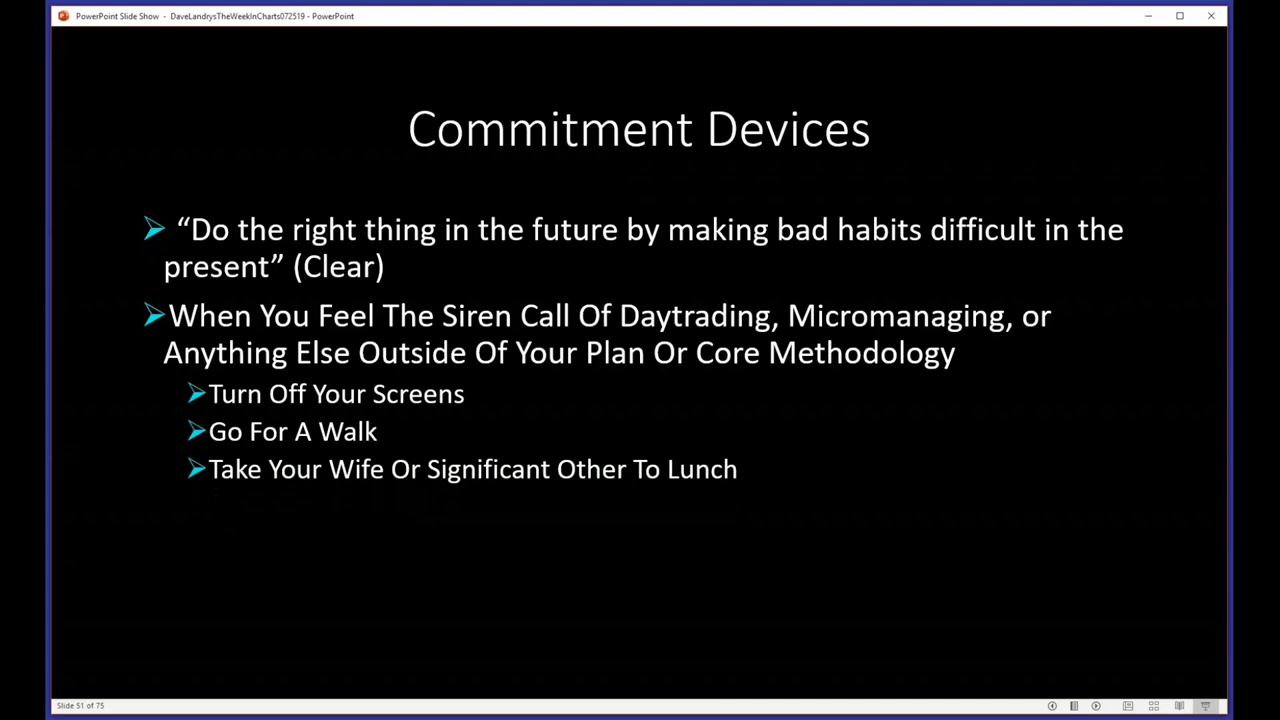 PowerPoint Slide Show - DaveLandrysTheWeekInCharts072519 - PowerPoint
Commitment Devices
“Do the right thing in the future by making bad habits difficult in the
present” (Clear)
When You Feel The Siren Call Of Daytrading, Micromanaging, or
Anything Else Outside Of Your Plan Or Core Methodology
Turn Off Your Screens
Go For A Walk
Take Your Wife Or Significant Other To Lunch
Slide 51 of 75